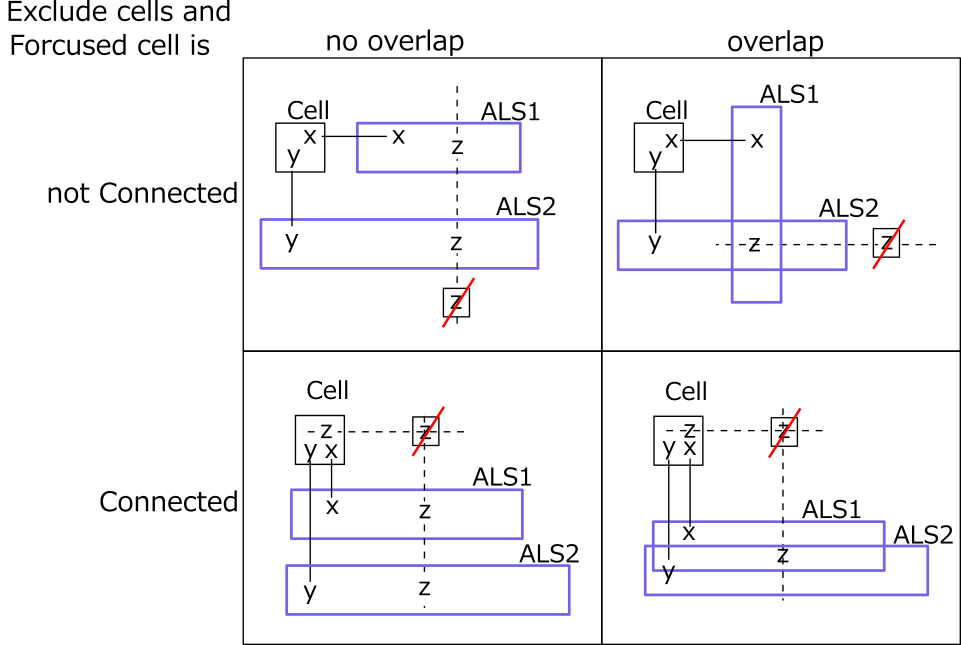 Exclude cells and
Forcused cell is
no overlap
overlap
not Connected
Cell
ALS1
x
x
y
z
ALS2
y
z
z
Cell
ALS1
x
x
y
ALS2
y
z
z
Connected
Cell
z
z
y x
ALS1
x
z
ALS2
y
z
Cell
z
z
y x
ALS1
x
ALS2
y
z